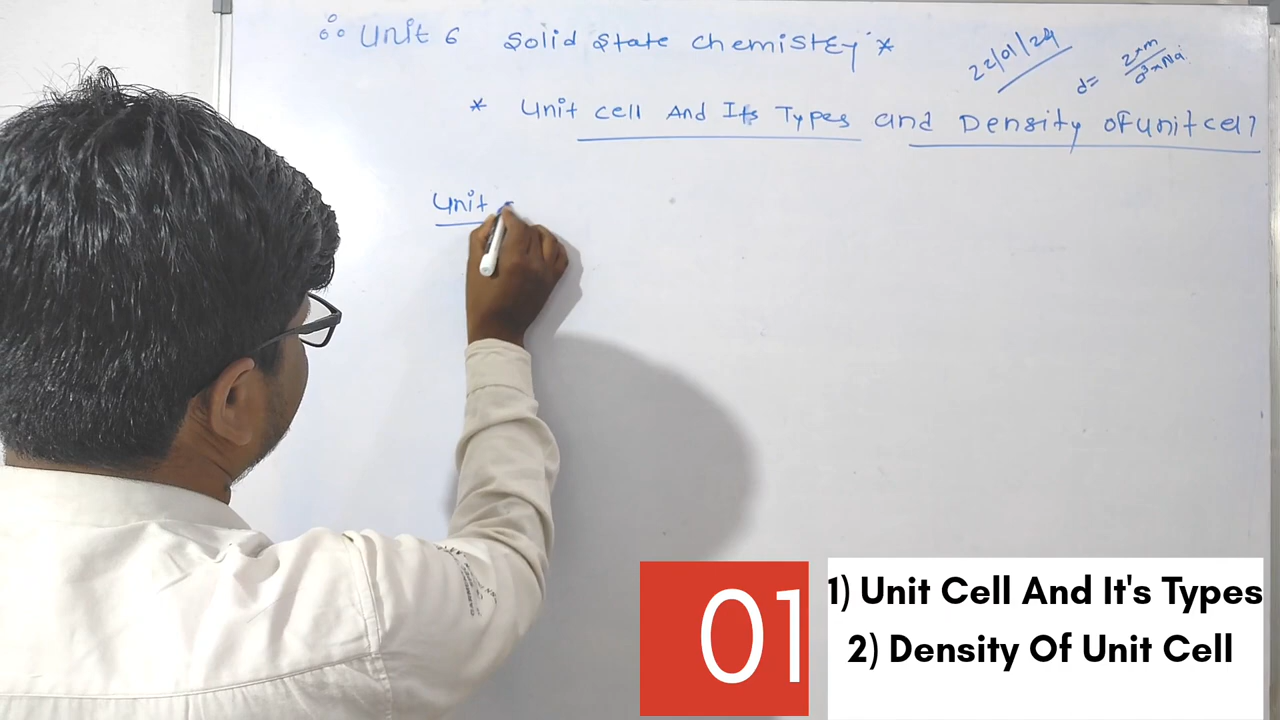 Unit 6 Solid State Chemistry *
22/01/24
d= z×m / a³×Na
* Unit cell And Its Types and Density of unit cell
Unit
01
1) Unit Cell And It's Types
2) Density Of Unit Cell